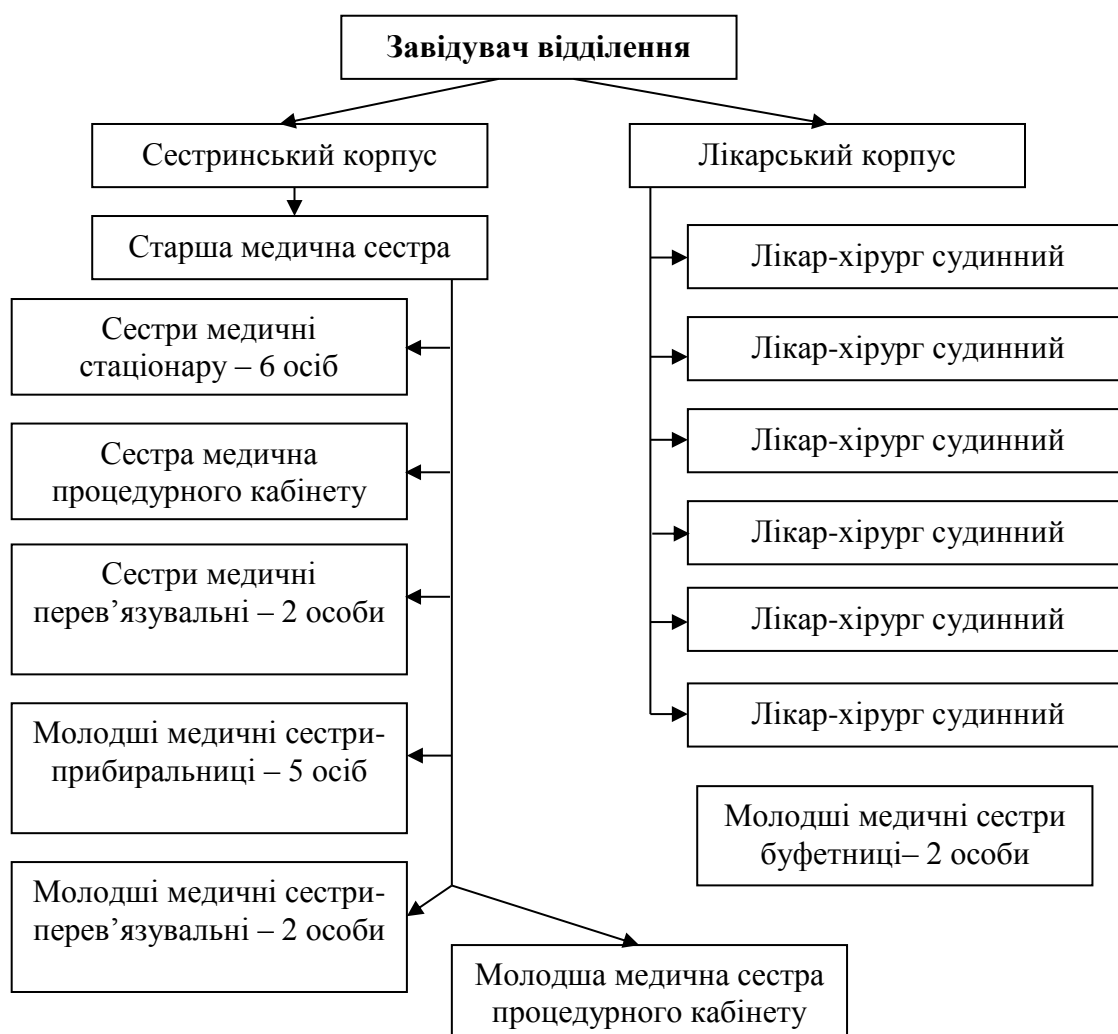 Завідувач відділення
Сестринський корпус
Лікарський корпус
Старша медична сестра
Сестри медичні
стаціонару – 6 осіб
Сестра медична
процедурного кабінету
Сестри медичні
перев’язувальні – 2 особи
Молодші медичні сестри-
прибиральниці – 5 осіб
Молодші медичні сестри-
перев’язувальні – 2 особи
Молодша медична сестра
процедурного кабінету
Лікар-хірург судинний
Лікар-хірург судинний
Лікар-хірург судинний
Лікар-хірург судинний
Лікар-хірург судинний
Лікар-хірург судинний
Молодші медичні сестри
буфетниці– 2 особи